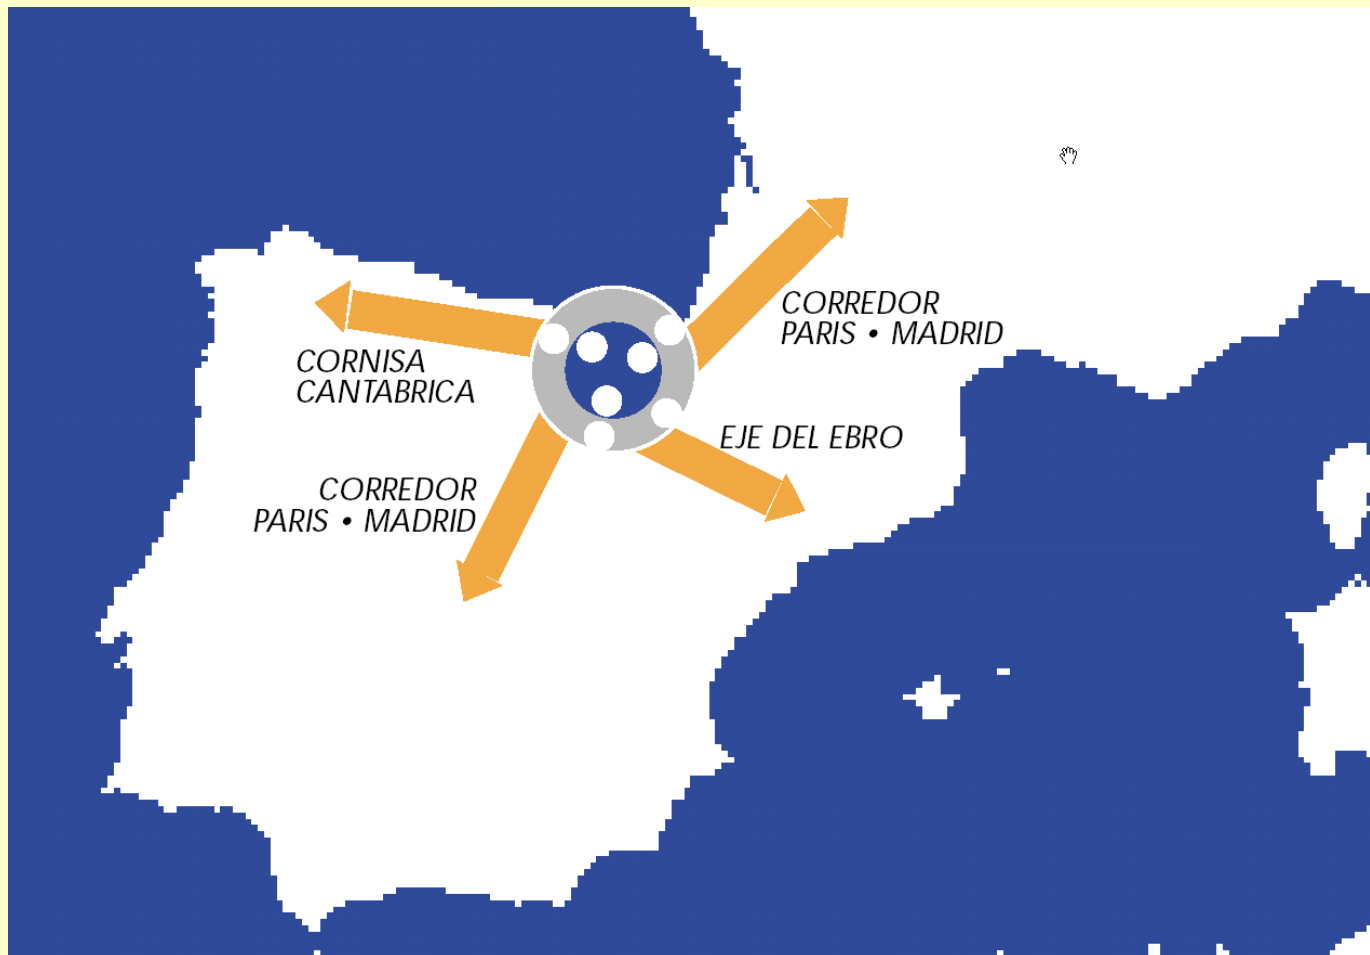 CORREDOR
PARIS • MADRID
CORNISA
CANTABRICA
EJE DEL EBRO
CORREDOR
PARIS • MADRID